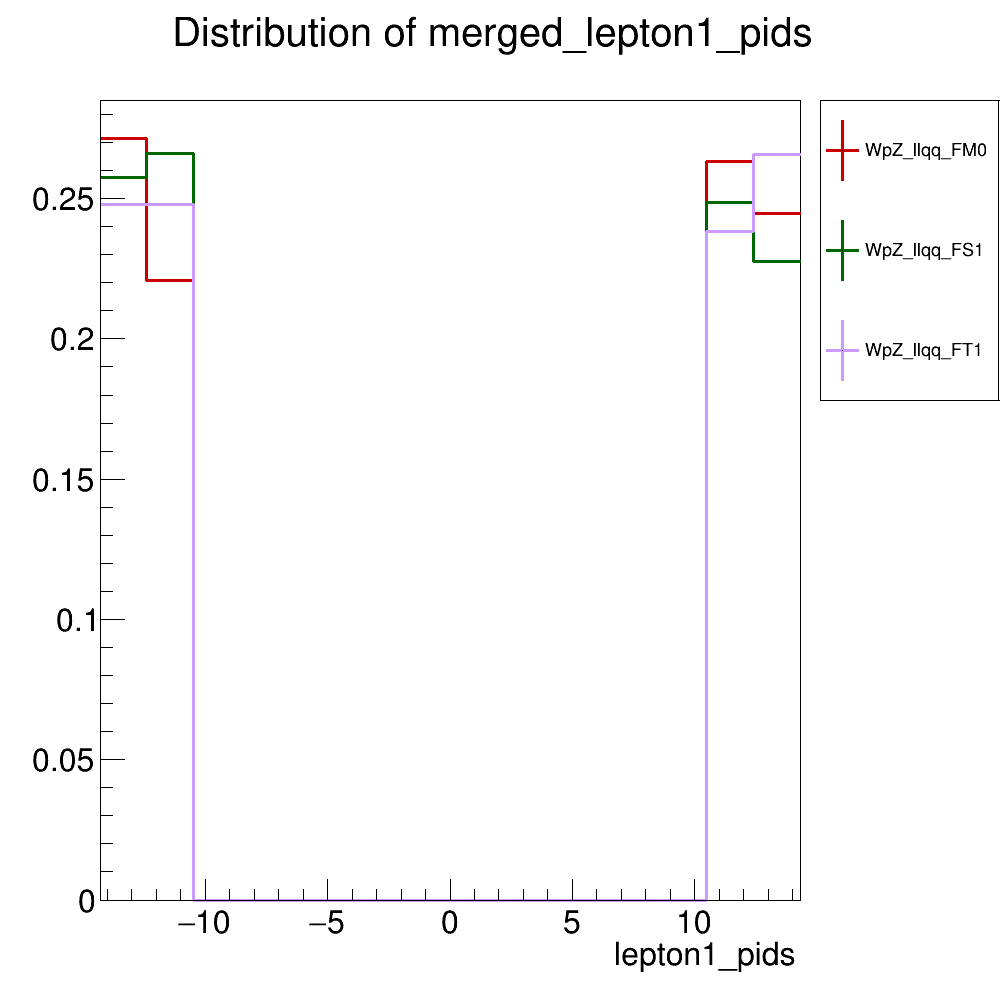 Distribution of merged_lepton1_pids
WpZ_llqq_FM0
WpZ_llqq_FS1
WpZ_llqq_FT1
0.25
0.2
0.15
0.1
0.05
0
−10 −5 0 5 10
lepton1_pids